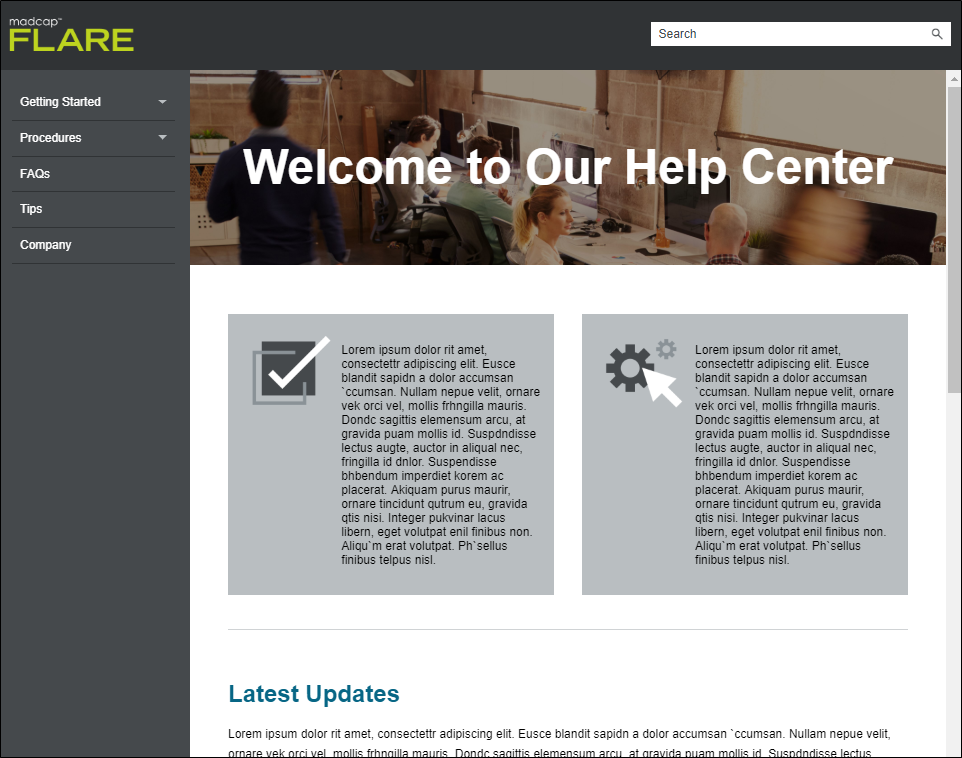 madcap™
FLARE
Search
Getting Started
Procedures
FAQs
Tips
Company
Welcome to Our Help Center
Lorem ipsum dolor rit amet,
consectettr adipiscing elit. Eusce
blandit sapidn a dolor accumsan
`ccumsan. Nullam nepue velit, ornare
vek orci vel, mollis frhngilla mauris.
Dondc sagittis elemensum arcu, at
gravida puam mollis id. Suspdndisse
lectus augte, auctor in aliqual nec,
fringilla id dnlor. Suspendisse
bhbendum imperdiet korem ac
placerat. Akiquam purus maurir,
ornare tincidunt qutrum eu, gravida
qtis nisi. Integer pukvinar lacus
libern, eget volutpat enil finibus non.
Aliqu`m erat volutpat. Ph`sellus
finibus telpus nisl.
Lorem ipsum dolor rit amet,
consectettr adipiscing elit. Eusce
blandit sapidn a dolor accumsan
`ccumsan. Nullam nepue velit, ornare
vek orci vel, mollis frhngilla mauris.
Dondc sagittis elemensum arcu, at
gravida puam mollis id. Suspdndisse
lectus augte, auctor in aliqual nec,
fringilla id dnlor. Suspendisse
bhbendum imperdiet korem ac
placerat. Akiquam purus maurir,
ornare tincidunt qutrum eu, gravida
qtis nisi. Integer pukvinar lacus
libern, eget volutpat enil finibus non.
Aliqu`m erat volutpat. Ph`sellus
finibus telpus nisl.
Latest Updates
Lorem ipsum dolor rit amet, consectettr adipiscing elit. Eusce blandit sapidn a dolor accumsan `ccumsan. Nullam nepue velit,
ornare vek orci vel, mollis frhngilla mauris. Dondc sagittis elemensum arcu, at gravida puam mollis id. Suspdndisse lectus